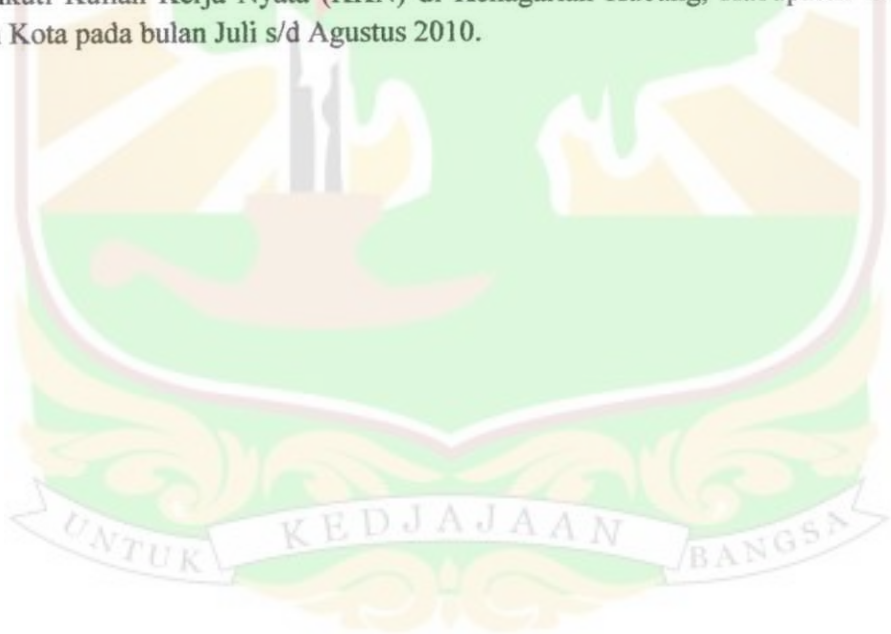 Kuliah Kerja Nyata (KKN) di Kenagarian
Kota pada bulan Juli s/d Agustus 2010.
UNTUK KEDJAJAAN BANGSA